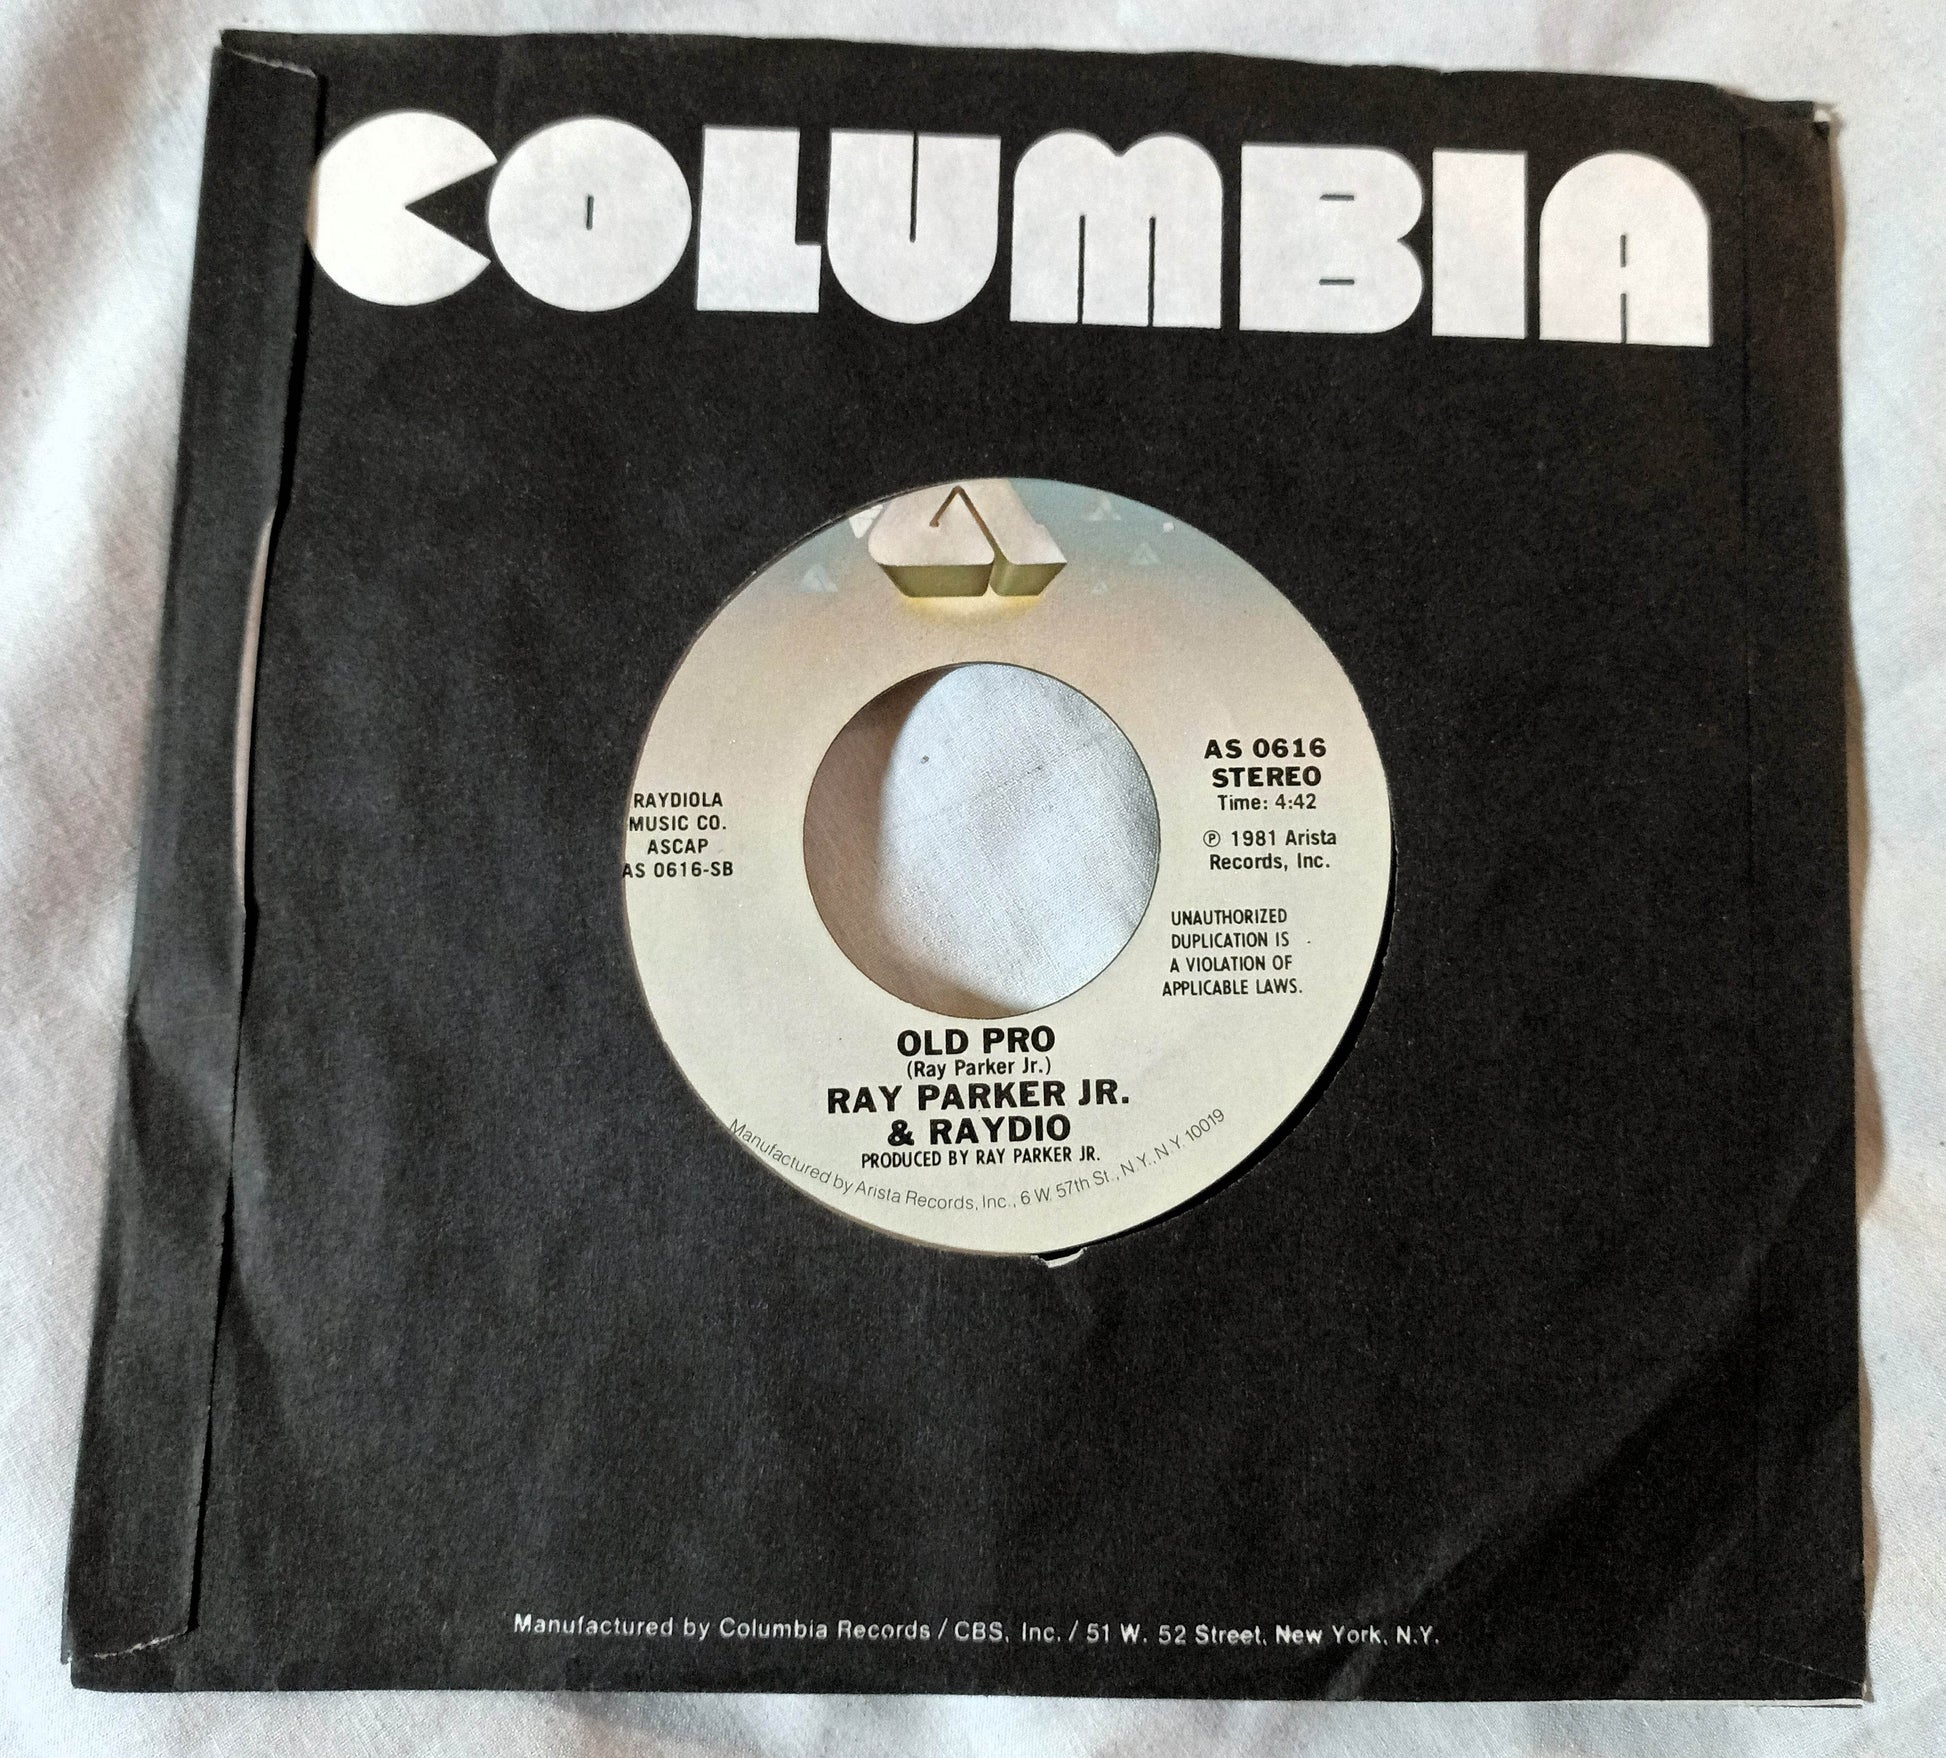 COLUMBIA
RAYDIOLA
MUSIC CO.
ASCAP
AS 0616-SB
AS 0616
STEREO
Time: 4:42
℗ 1981 Arista
Records, Inc.
UNAUTHORIZED
DUPLICATION IS
A VIOLATION OF
APPLICABLE LAWS.
OLD PRO
(Ray Parker Jr.)
RAY PARKER JR.
& RAYDIO
PRODUCED BY RAY PARKER JR.
Manufactured by Arista Records, Inc., 6 W. 57th St., N.Y., N.Y. 10019
Manufactured by Columbia Records / CBS, Inc. / 51 W. 52 Street, New York, N.Y.